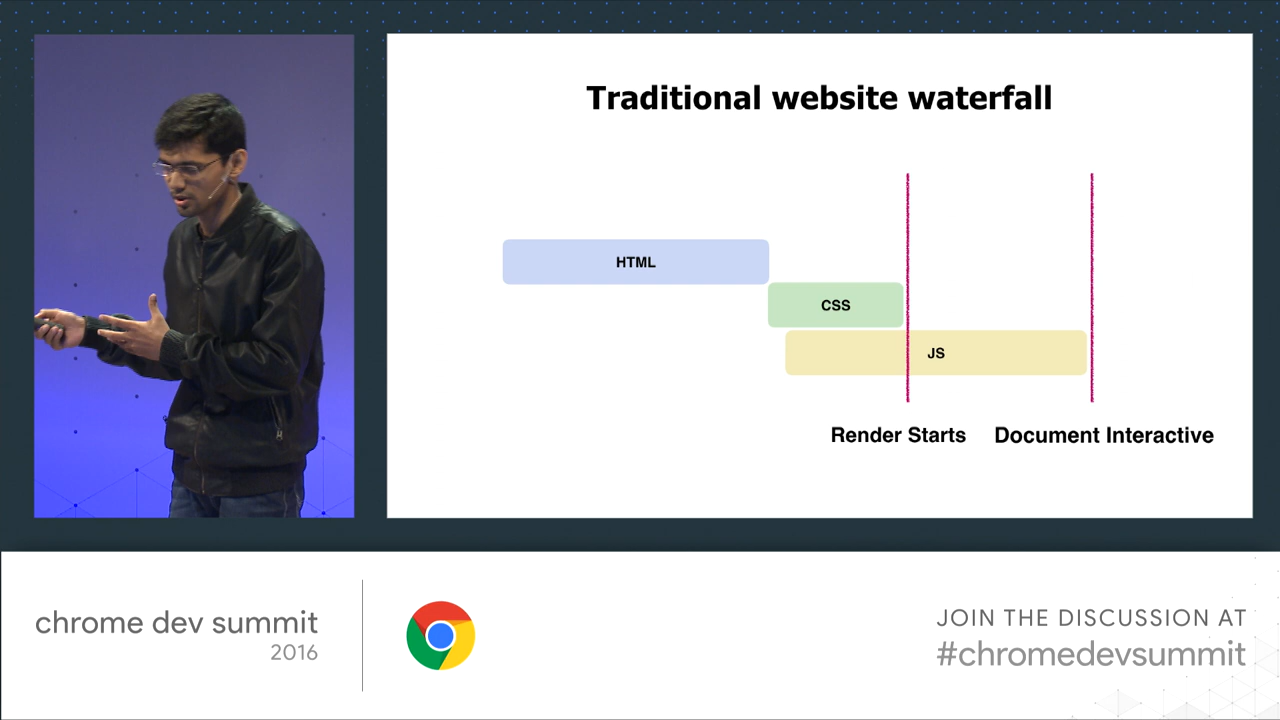 Traditional website waterfall
HTML
CSS
JS
Render Starts
Document Interactive
chrome dev summit
2016
JOIN THE DISCUSSION AT
#chromedevsummit